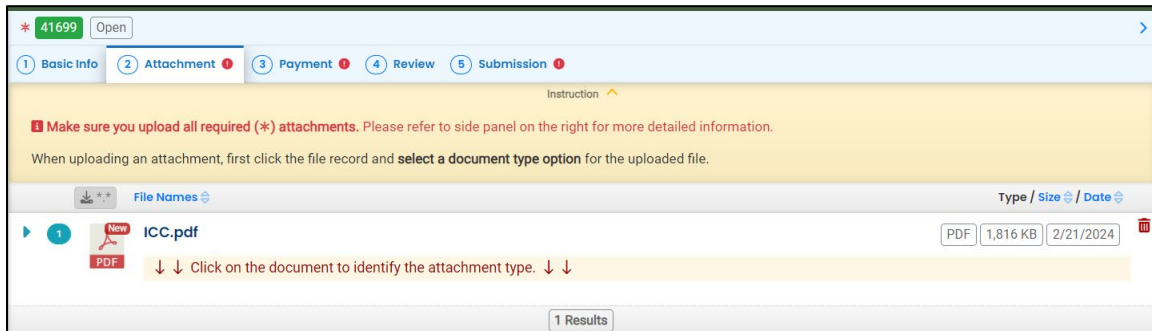 * 41699 Open
1 Basic Info 2 Attachment 3 Payment 4 Review 5 Submission
Instruction
Make sure you upload all required (*) attachments. Please refer to side panel on the right for more detailed information.
When uploading an attachment, first click the file record and select a document type option for the uploaded file.
*.* File Names Type / Size / Date
1 New PDF ICC.pdf PDF 1,816 KB 2/21/2024
↓ ↓ Click on the document to identify the attachment type. ↓ ↓
1 Results